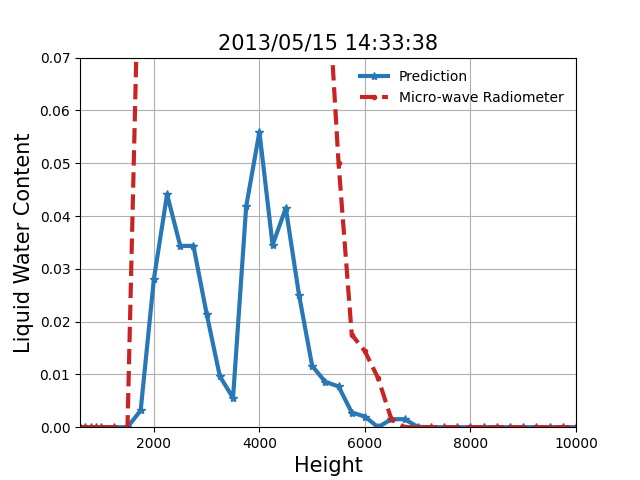 2013/05/15 14:33:38
Prediction
Micro-wave Radiometer
0.07
0.06
0.05
0.04
0.03
0.02
0.01
0.00
Liquid Water Content
2000 4000 6000 8000 10000
Height